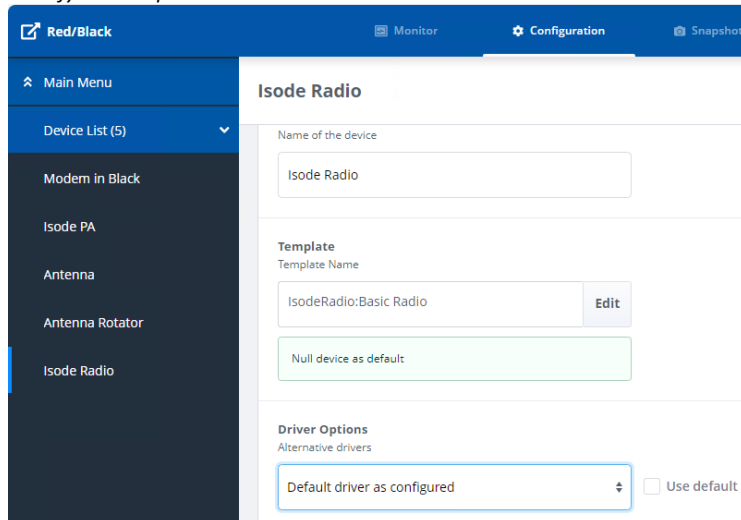 Red/Black
Monitor
Configuration
Snapshot
Main Menu
Isode Radio
Device List (5)
Modem in Black
Isode PA
Antenna
Antenna Rotator
Isode Radio
Name of the device
Isode Radio
Template
Template Name
IsodeRadio:Basic Radio
Edit
Null device as default
Driver Options
Alternative drivers
Default driver as configured
Use default